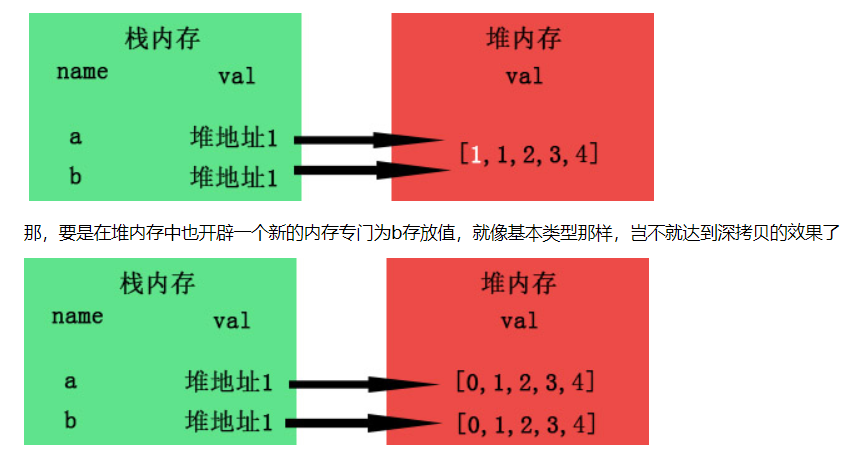 栈内存 堆内存
name val val
a 堆地址1
[1,1,2,3,4]
b 堆地址1
那，要是在堆内存中也开辟一个新的内存专门为b存放值，就像基本类型那样，岂不就达到深拷贝的效果了
栈内存 堆内存
name val val
a 堆地址1 [0,1,2,3,4]
b 堆地址1 [0,1,2,3,4]